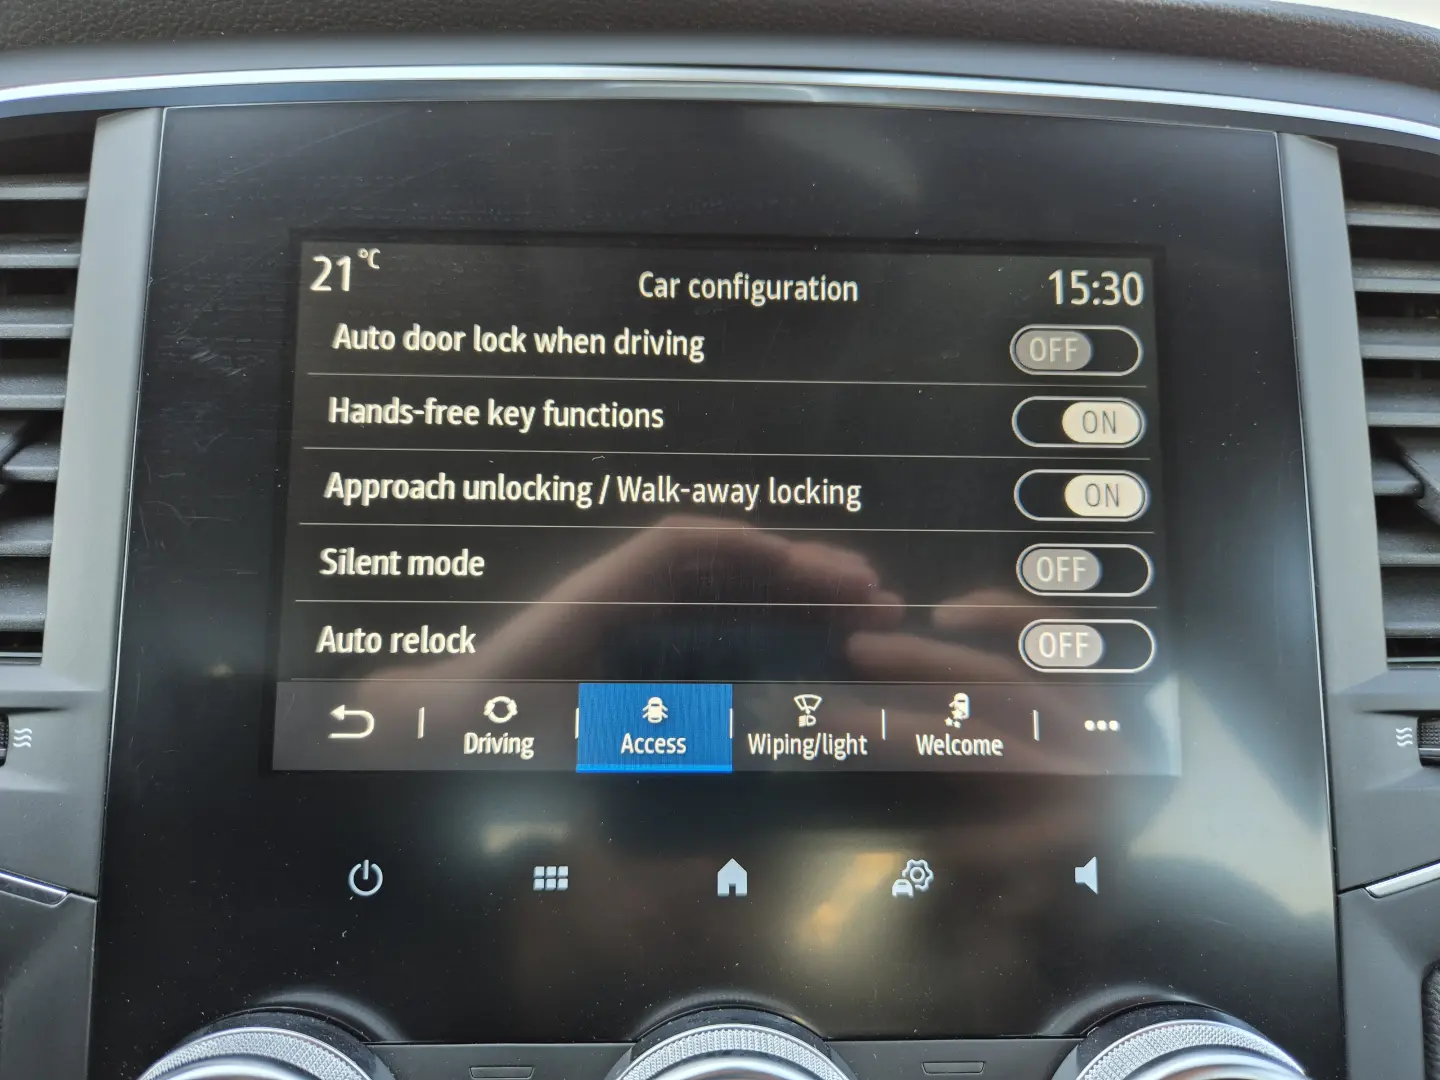 21°C
Car configuration
15:30
Auto door lock when driving
OFF
Hands-free key functions
ON
Approach unlocking / Walk-away locking
ON
Silent mode
OFF
Auto relock
OFF
Driving
Access
Wiping/light
Welcome